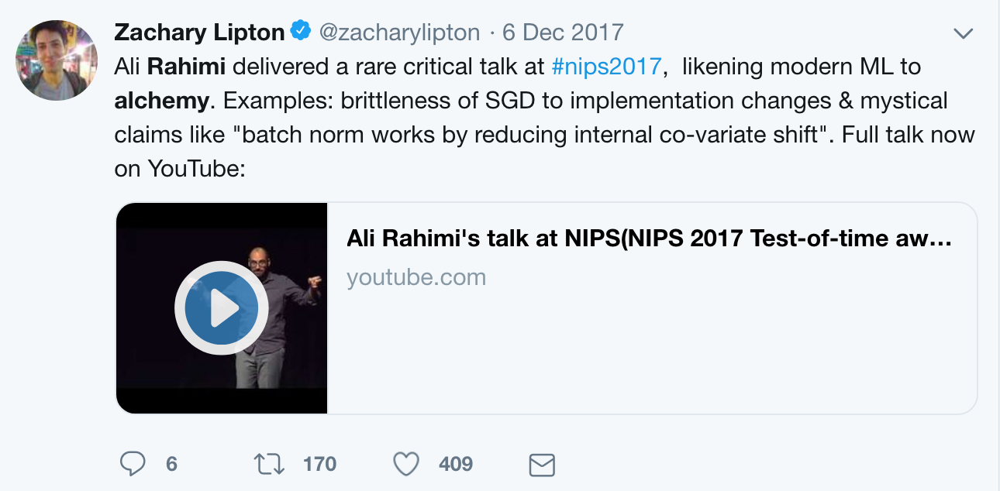 Zachary Lipton @zacharylipton · 6 Dec 2017
Ali Rahimi delivered a rare critical talk at #nips2017, likening modern ML to
alchemy. Examples: brittleness of SGD to implementation changes & mystical
claims like "batch norm works by reducing internal co-variate shift". Full talk now
on YouTube:
Ali Rahimi's talk at NIPS(NIPS 2017 Test-of-time aw...
youtube.com
6 170 409